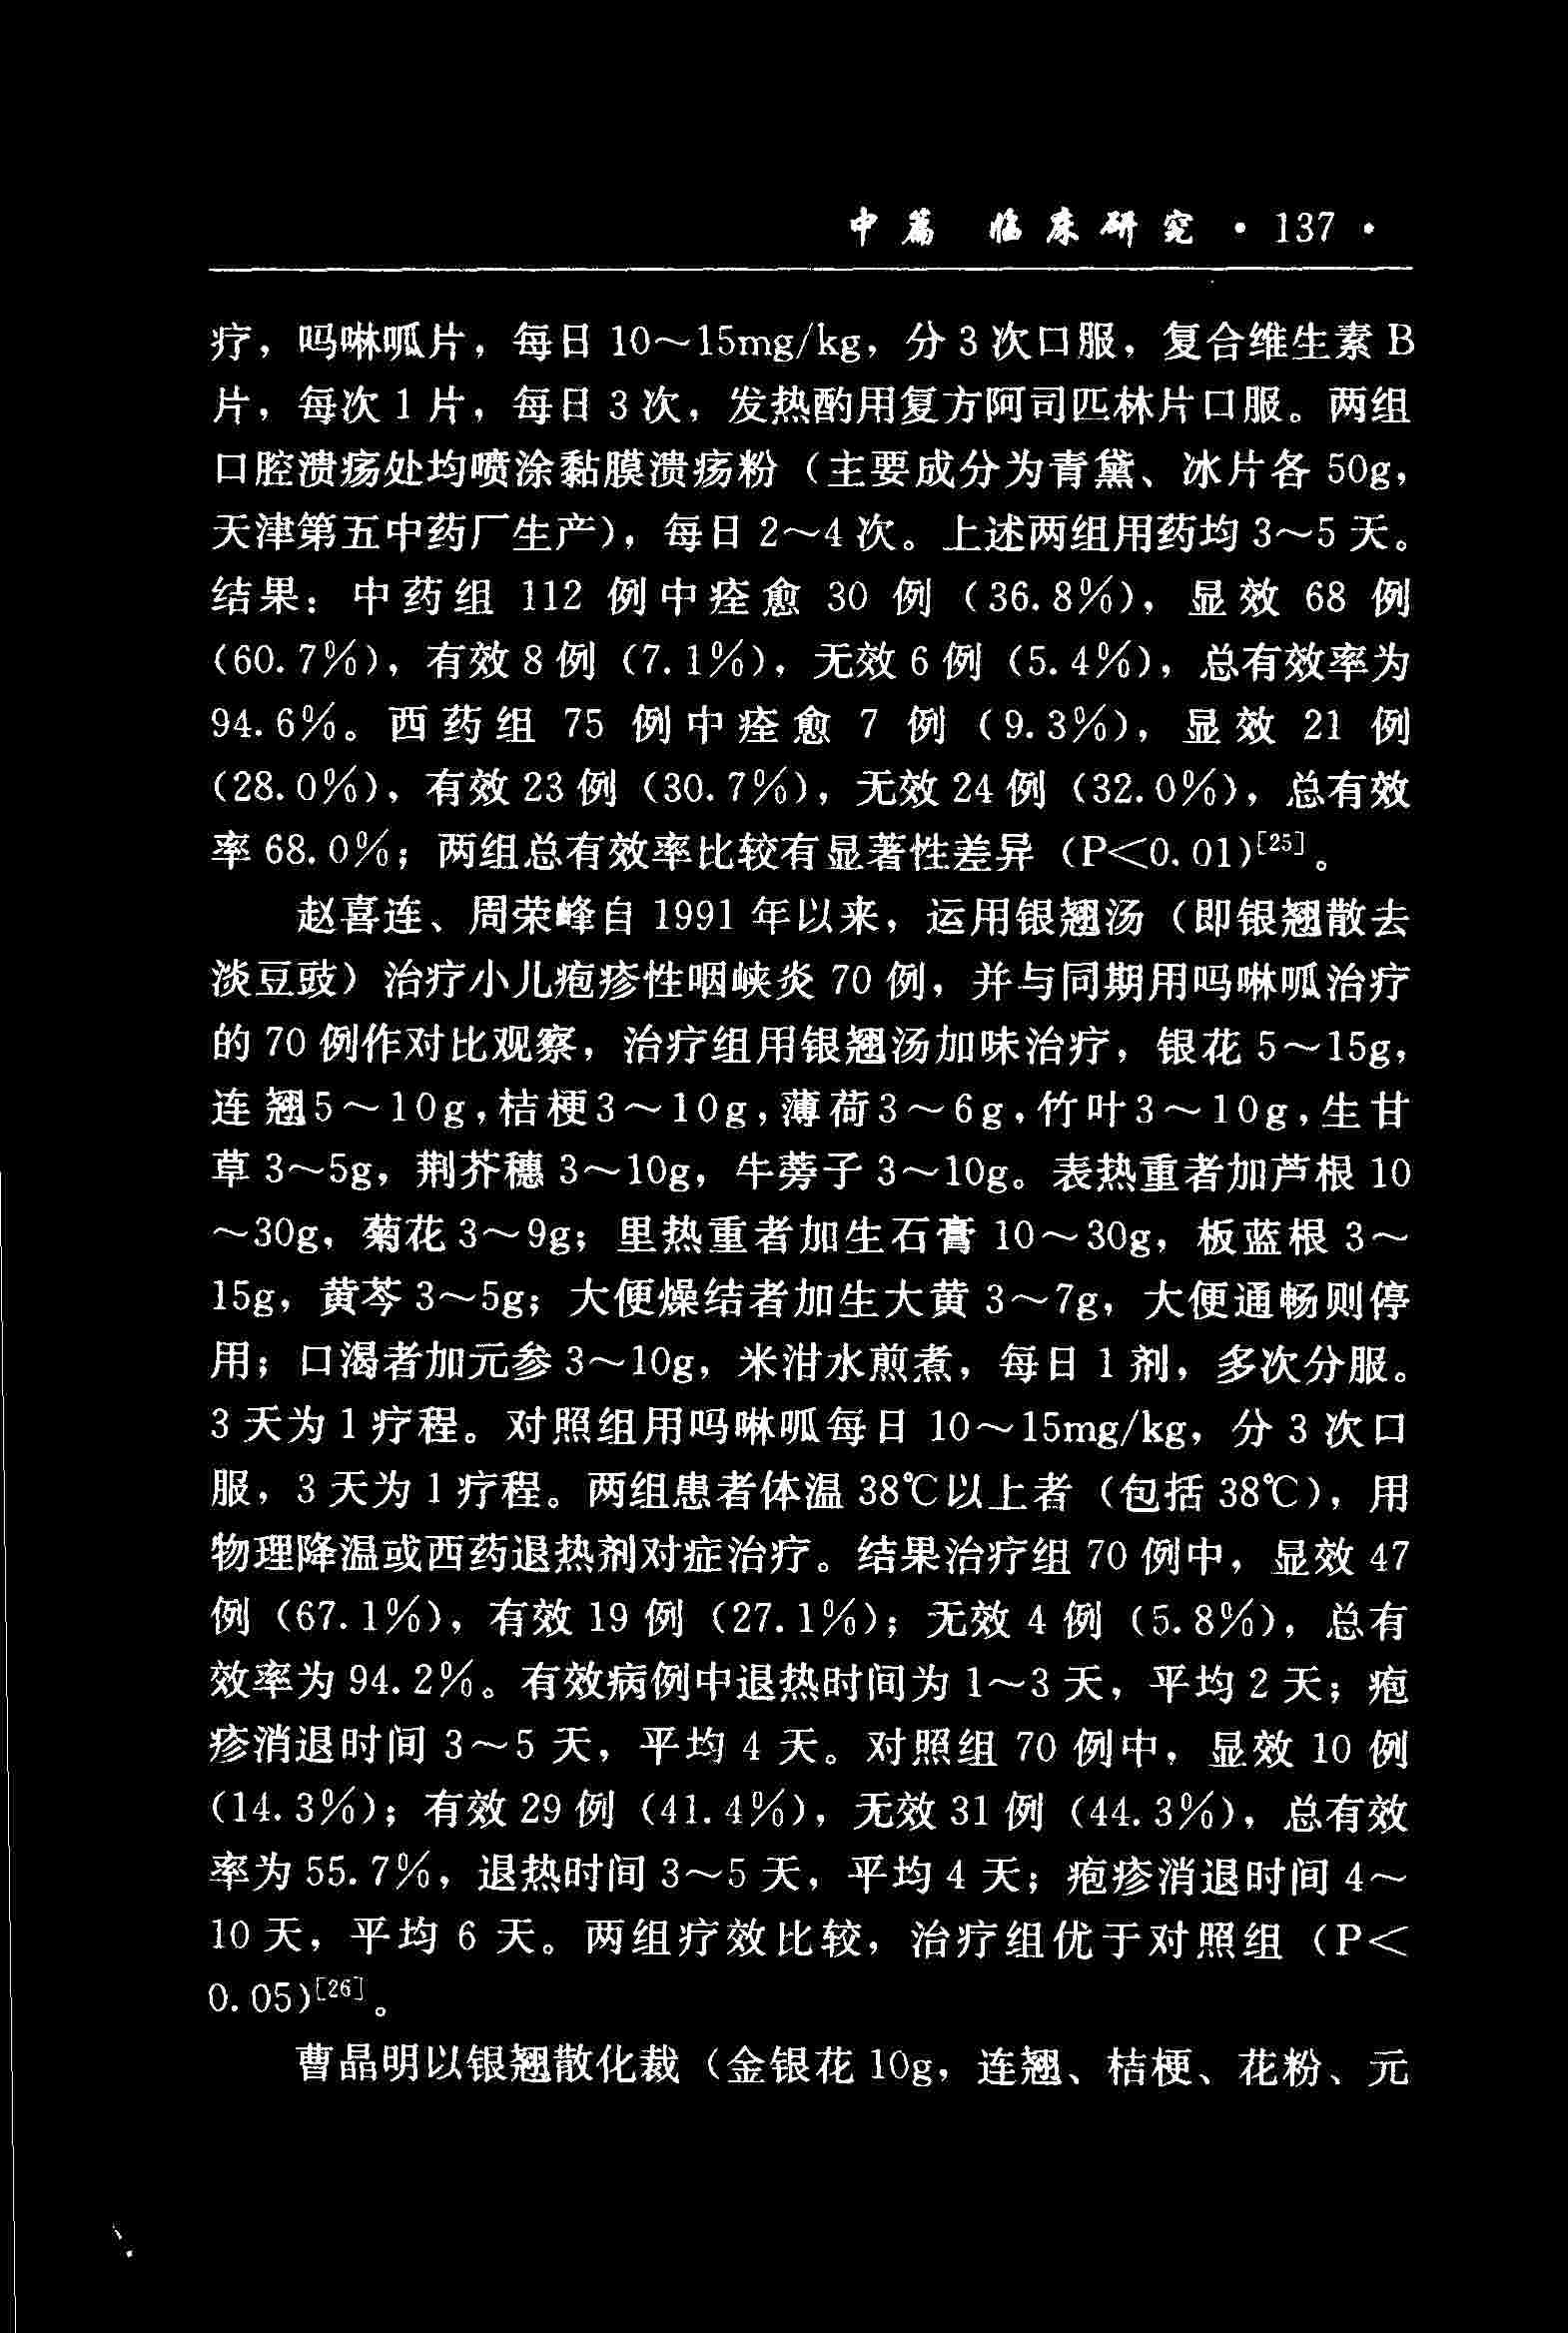 中篇 临床研究 · 137 ·
疗，吗啉呱片，每日 10～15mg/kg，分 3 次口服，复合维生素 B
片，每次 1 片，每日 3 次，发热酌用复方阿司匹林片口服。两组
口腔溃疡处均喷涂黏膜溃疡粉（主要成分为青黛、冰片各 50g，
天津第五中药厂生产），每日 2～4 次。上述两组用药均 3～5 天。
结果：中药组 112 例中痊愈 30 例（36.8%），显效 68 例
（60.7%），有效 8 例（7.1%），无效 6 例（5.4%），总有效率为
94.6%。西药组 75 例中痊愈 7 例（9.3%），显效 21 例
（28.0%），有效 23 例（30.7%），无效 24 例（32.0%），总有效
率 68.0%；两组总有效率比较有显著性差异（P<0.01）[25]。
赵喜连、周荣峰自 1991 年以来，运用银翘汤（即银翘散去
淡豆豉）治疗小儿疱疹性咽峡炎 70 例，并与同期用吗啉呱治疗
的 70 例作对比观察，治疗组用银翘汤加味治疗，银花 5～15g，
连翘 5～10g，桔梗 3～10g，薄荷 3～6g，竹叶 3～10g，生甘
草 3～5g，荆芥穗 3～10g，牛蒡子 3～10g。表热重者加芦根 10
～30g，菊花 3～9g；里热重者加生石膏 10～30g，板蓝根 3～
15g，黄芩 3～5g；大便燥结者加生大黄 3～7g，大便通畅则停
用；口渴者加元参 3～10g，米泔水煎煮，每日 1 剂，多次分服。
3 天为 1 疗程。对照组用吗啉呱每日 10～15mg/kg，分 3 次口
服，3 天为 1 疗程。两组患者体温 38℃以上者（包括 38℃），用
物理降温或西药退热剂对症治疗。结果治疗组 70 例中，显效 47
例（67.1%），有效 19 例（27.1%）；无效 4 例（5.8%），总有
效率为 94.2%。有效病例中退热时间为 1～3 天，平均 2 天；疱
疹消退时间 3～5 天，平均 4 天。对照组 70 例中，显效 10 例
（14.3%）；有效 29 例（41.4%），无效 31 例（44.3%），总有效
率为 55.7%，退热时间 3～5 天，平均 4 天；疱疹消退时间 4～
10 天，平均 6 天。两组疗效比较，治疗组优于对照组（P<
0.05）[26]。
曹晶明以银翘散化裁（金银花 10g，连翘、桔梗、花粉、元